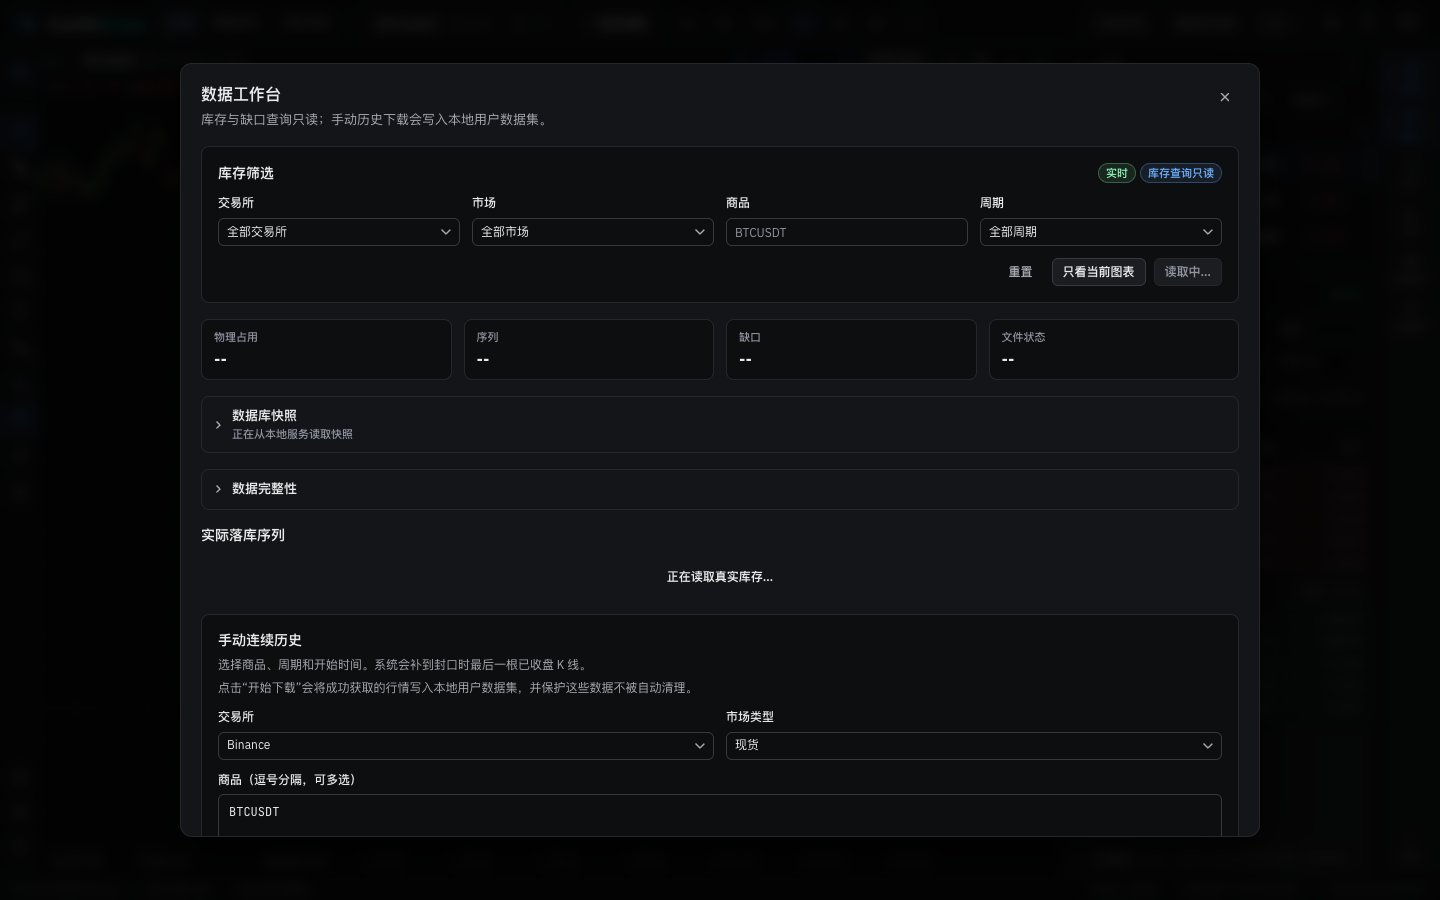 数据工作台
库存与缺口查询只读；手动历史下载会写入本地用户数据集。
库存筛选
实时
库存查询只读
交易所
市场
商品
周期
全部交易所
全部市场
BTCUSDT
全部周期
重置
只看当前图表
读取中...
物理占用
--
序列
--
缺口
--
文件状态
--
数据库快照
正在从本地服务读取快照
数据完整性
实际落库序列
正在读取真实库存...
手动连续历史
选择商品、周期和开始时间。系统会补到封口时最后一根已收盘 K 线。
点击“开始下载”会将成功获取的行情写入本地用户数据集，并保护这些数据不被自动清理。
交易所
市场类型
Binance
现货
商品（逗号分隔，可多选）
BTCUSDT